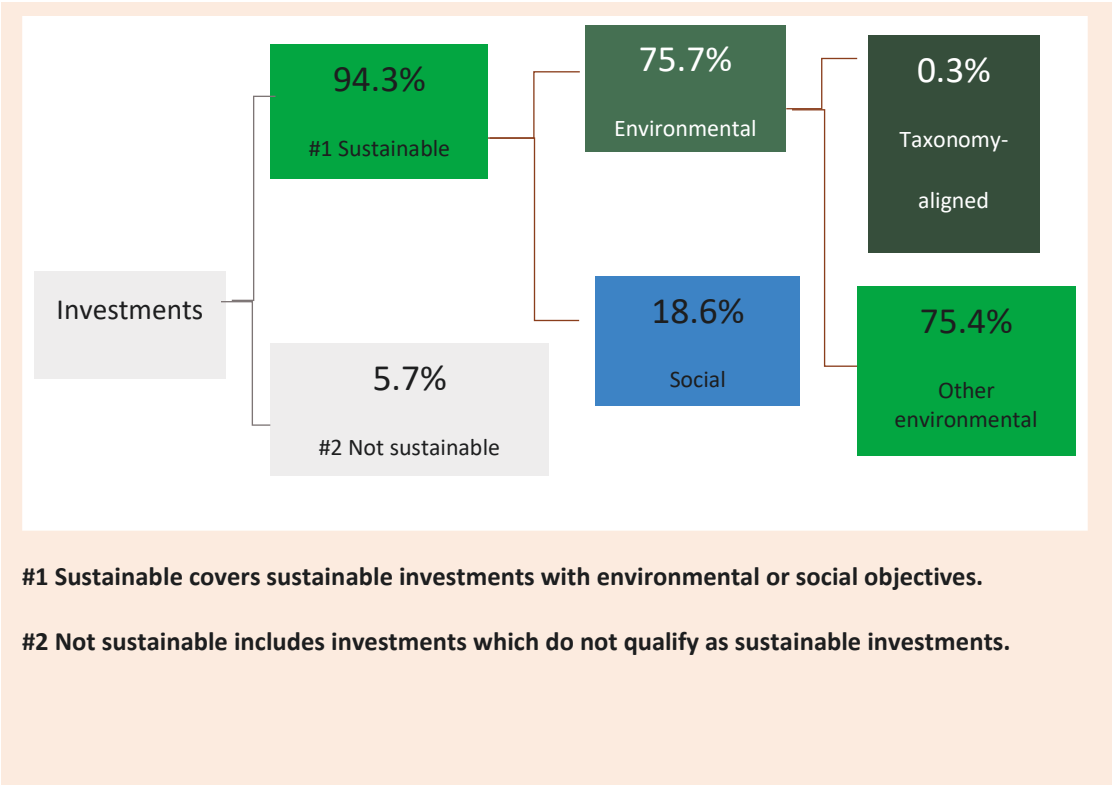 94.3%
#1 Sustainable
75.7%
Environmental
0.3%
Taxonomy-
aligned
Investments
5.7%
#2 Not sustainable
18.6%
Social
75.4%
Other
environmental
#1 Sustainable covers sustainable investments with environmental or social objectives.
#2 Not sustainable includes investments which do not qualify as sustainable investments.